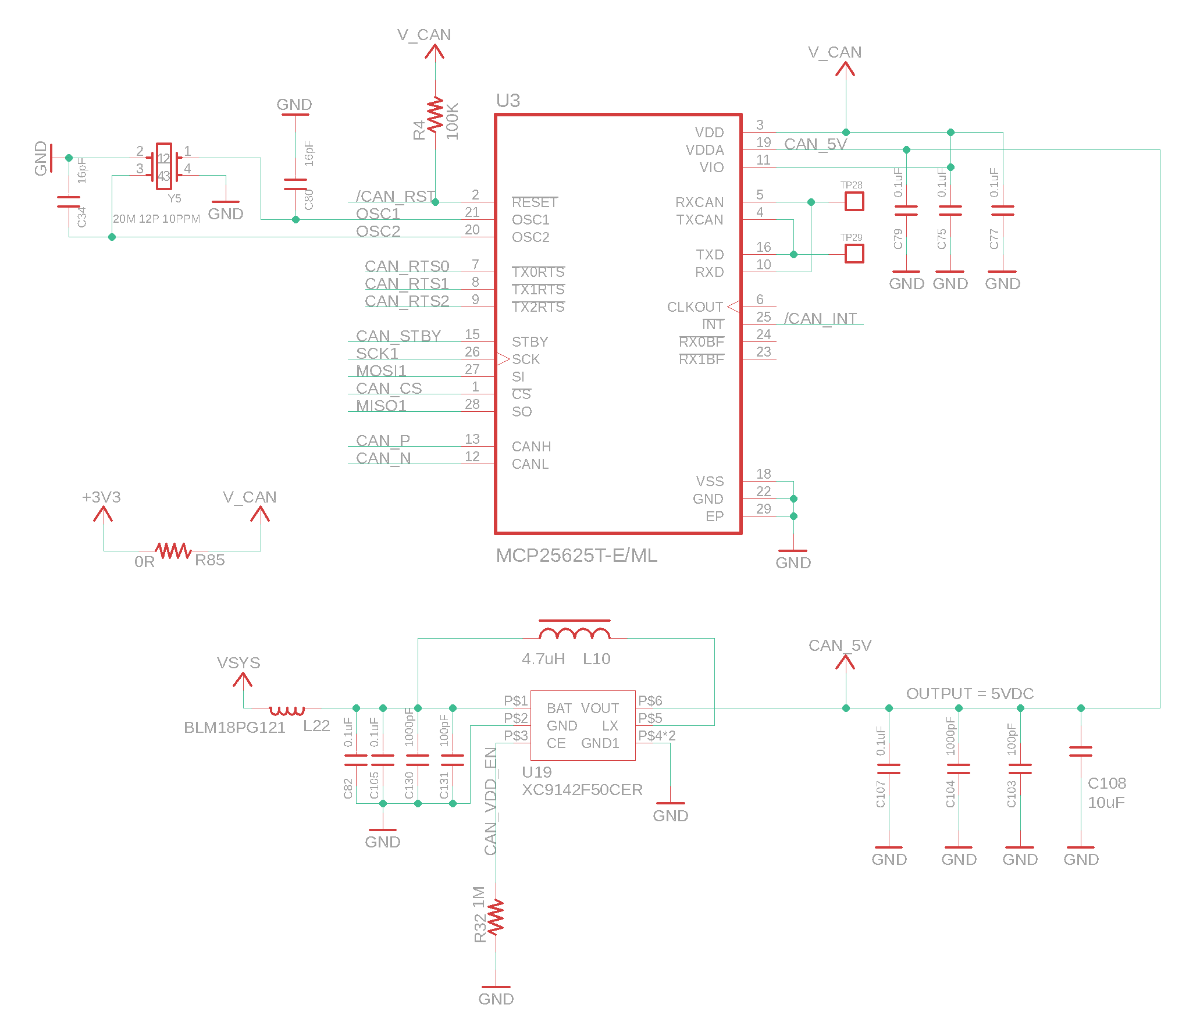 V_CAN
V_CAN
GND
U3
R4
100K
GND
16pF
C34
2
1
3
4
12
43
Y5
20M 12P 10PPM
GND
16pF
C80
/CAN_RST
OSC1
OSC2
2
21
20
RESET
OSC1
OSC2
CAN_RTS0
CAN_RTS1
CAN_RTS2
7
8
9
TX0RTS
TX1RTS
TX2RTS
CAN_STBY
SCK1
MOSI1
CAN_CS
MISO1
15
26
27
1
28
STBY
SCK
SI
CS
SO
CAN_P
CAN_N
13
12
CANH
CANL
VDD
VDDA
VIO
3
19
11
CAN_5V
RXCAN
TXCAN
5
4
TP28
TXD
RXD
16
10
TP29
CLKOUT
INT
RX0BF
RX1BF
6
25
24
23
/CAN_INT
0.1uF
C79
GND
0.1uF
C75
GND
0.1uF
C77
GND
VSS
GND
EP
18
22
29
GND
MCP25625T-E/ML
+3V3
V_CAN
0R
R85
VSYS
BLM18PG121
L22
4.7uH
L10
0.1uF
C82
0.1uF
C105
1000pF
C130
100pF
C131
GND
P$1
P$2
P$3
BAT
GND
CE
VOUT
LX
GND1
P$6
P$5
P$4*2
U19
XC9142F50CER
GND
CAN_VDD_EN
R32
1M
GND
CAN_5V
OUTPUT = 5VDC
0.1uF
C107
GND
1000pF
C104
GND
100pF
C103
GND
C108
10uF
GND